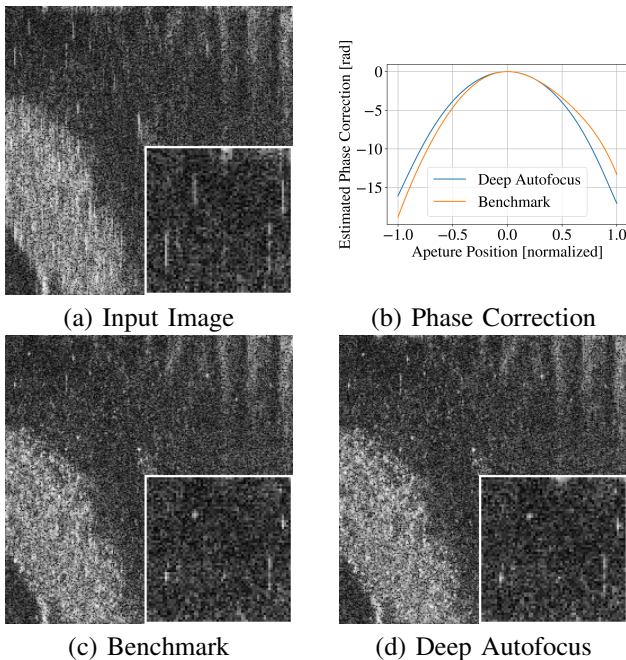 (a) Input Image
Estimated Phase Correction [rad]
0
−5
−10
−15
Deep Autofocus
Benchmark
−1.0 −0.5 0.0 0.5 1.0
Apeture Position [normalized]
(b) Phase Correction
(c) Benchmark
(d) Deep Autofocus